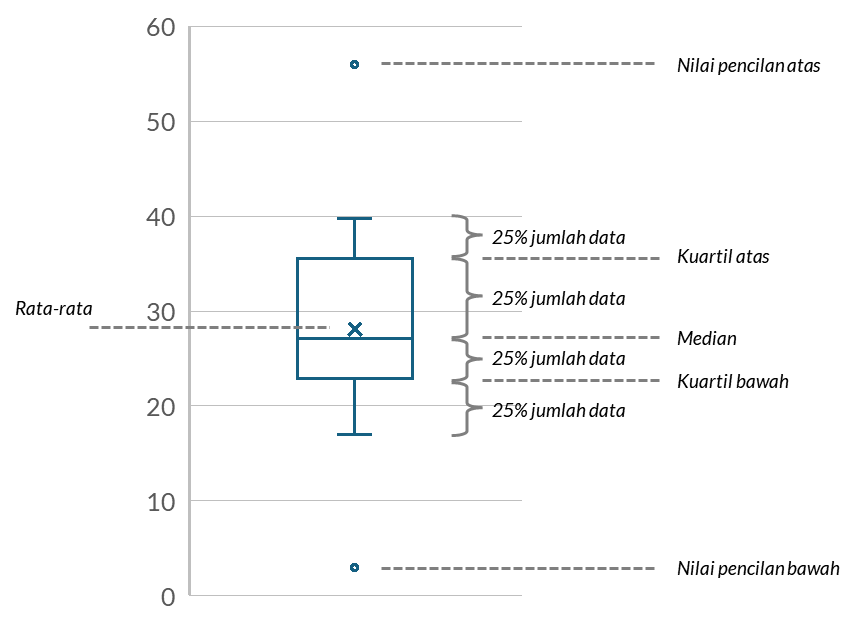 60
Nilai pencilan atas
50
40
25% jumlah data
Kuartil atas
25% jumlah data
Rata-rata
30
Median
25% jumlah data
Kuartil bawah
20
25% jumlah data
10
Nilai pencilan bawah
0